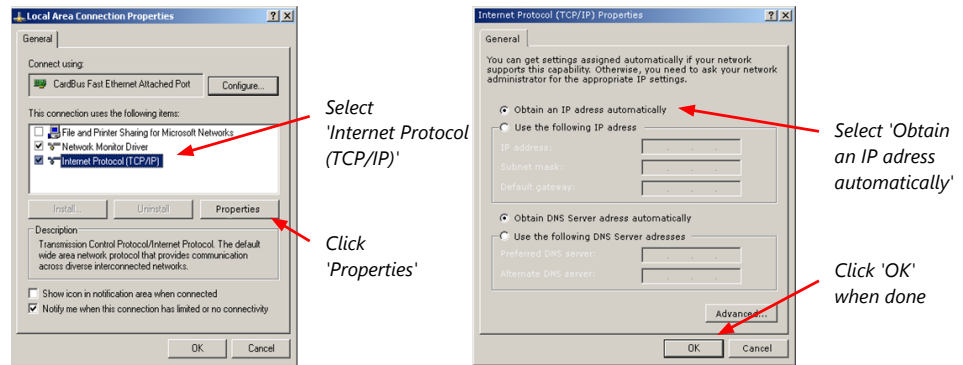 Local Area Connection Properties
General
Connect using:
CardBus Fast Ethernet Attached Port
Configure...
This connection uses the following items:
File and Printer Sharing for Microsoft Networks
Network Monitor Driver
Internet Protocol (TCP/IP)
Install...
Uninstall
Properties
Description
Transmission Control Protocol/Internet Protocol. The default
wide area network protocol that provides communication
across diverse interconnected networks.
Show icon in notification area when connected
Notify me when this connection has limited or no connectivity
OK
Cancel
Select
'Internet Protocol
(TCP/IP)'
Click
'Properties'
Internet Protocol (TCP/IP) Properties
General
You can get settings assigned automatically if your network
supports this capability. Otherwise, you need to ask your network
administrator for the appropriate IP settings.
Obtain an IP adress automatically
Use the following IP adress
IP address:
Subnet mask:
Default gateway:
Obtain DNS Server adress automatically
Use the following DNS Server adresses
Preferred DNS server:
Alternate DNS server:
Advanced...
OK
Cancel
Select 'Obtain
an IP adress
automatically'
Click 'OK'
when done